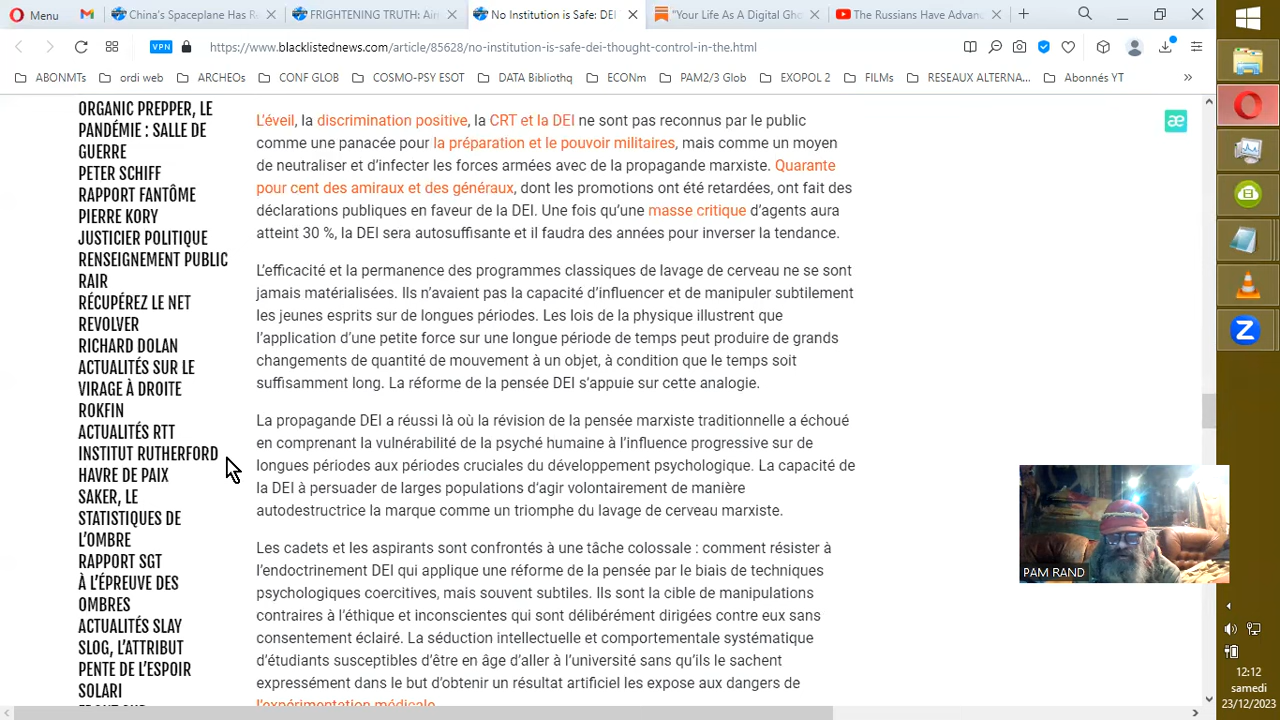 Menu
China's Spaceplane Has R
FRIGHTENING TRUTH: Ain
No Institution is Safe: DEI
"Your Life As A Digital Gho
The Russians Have Advan
VPN
https://www.blacklistednews.com/article/85628/no-institution-is-safe-dei-thought-control-in-the.html
ABONMTs
ordi web
ARCHEOs
CONF GLOB
COSMO-PSY ESOT
DATA Bibliothq
ECONm
PAM2/3 Glob
EXOPOL 2
FILMs
RESEAUX ALTERNA...
Abonnés YT
»
ORGANIC PREPPER, LE
PANDÉMIE : SALLE DE
GUERRE
PETER SCHIFF
RAPPORT FANTÔME
PIERRE KORY
JUSTICIER POLITIQUE
RENSEIGNEMENT PUBLIC
RAIR
RÉCUPÉREZ LE NET
REVOLVER
RICHARD DOLAN
ACTUALITÉS SUR LE
VIRAGE À DROITE
ROKFIN
ACTUALITÉS RTT
INSTITUT RUTHERFORD
HAVRE DE PAIX
SAKER, LE
STATISTIQUES DE
L'OMBRE
RAPPORT SGT
À L'ÉPREUVE DES
OMBRES
ACTUALITÉS SLAY
SLOG, L'ATTRIBUT
PENTE DE L'ESPOIR
SOLARI
L'éveil, la discrimination positive, la CRT et la DEI ne sont pas reconnus par le public
comme une panacée pour la préparation et le pouvoir militaires, mais comme un moyen
de neutraliser et d'infecter les forces armées avec de la propagande marxiste. Quarante
pour cent des amiraux et des généraux, dont les promotions ont été retardées, ont fait des
déclarations publiques en faveur de la DEI. Une fois qu'une masse critique d'agents aura
atteint 30 %, la DEI sera autosuffisante et il faudra des années pour inverser la tendance.
L'efficacité et la permanence des programmes classiques de lavage de cerveau ne se sont
jamais matérialisées. Ils n'avaient pas la capacité d'influencer et de manipuler subtilement
les jeunes esprits sur de longues périodes. Les lois de la physique illustrent que
l'application d'une petite force sur une longue période de temps peut produire de grands
changements de quantité de mouvement à un objet, à condition que le temps soit
suffisamment long. La réforme de la pensée DEI s'appuie sur cette analogie.
La propagande DEI a réussi là où la révision de la pensée marxiste traditionnelle a échoué
en comprenant la vulnérabilité de la psyché humaine à l'influence progressive sur de
longues périodes aux périodes cruciales du développement psychologique. La capacité de
la DEI à persuader de larges populations d'agir volontairement de manière
autodestructrice la marque comme un triomphe du lavage de cerveau marxiste.
Les cadets et les aspirants sont confrontés à une tâche colossale : comment résister à
l'endoctrinement DEI qui applique une réforme de la pensée par le biais de techniques
psychologiques coercitives, mais souvent subtiles. Ils sont la cible de manipulations
contraires à l'éthique et inconscientes qui sont délibérément dirigées contre eux sans
consentement éclairé. La séduction intellectuelle et comportementale systématique
d'étudiants susceptibles d'être en âge d'aller à l'université sans qu'ils le sachent
expressément dans le but d'obtenir un résultat artificiel les expose aux dangers de
l'expérimentation médicale.
æ
PAM RAND
12:12
samedi
23/12/2023